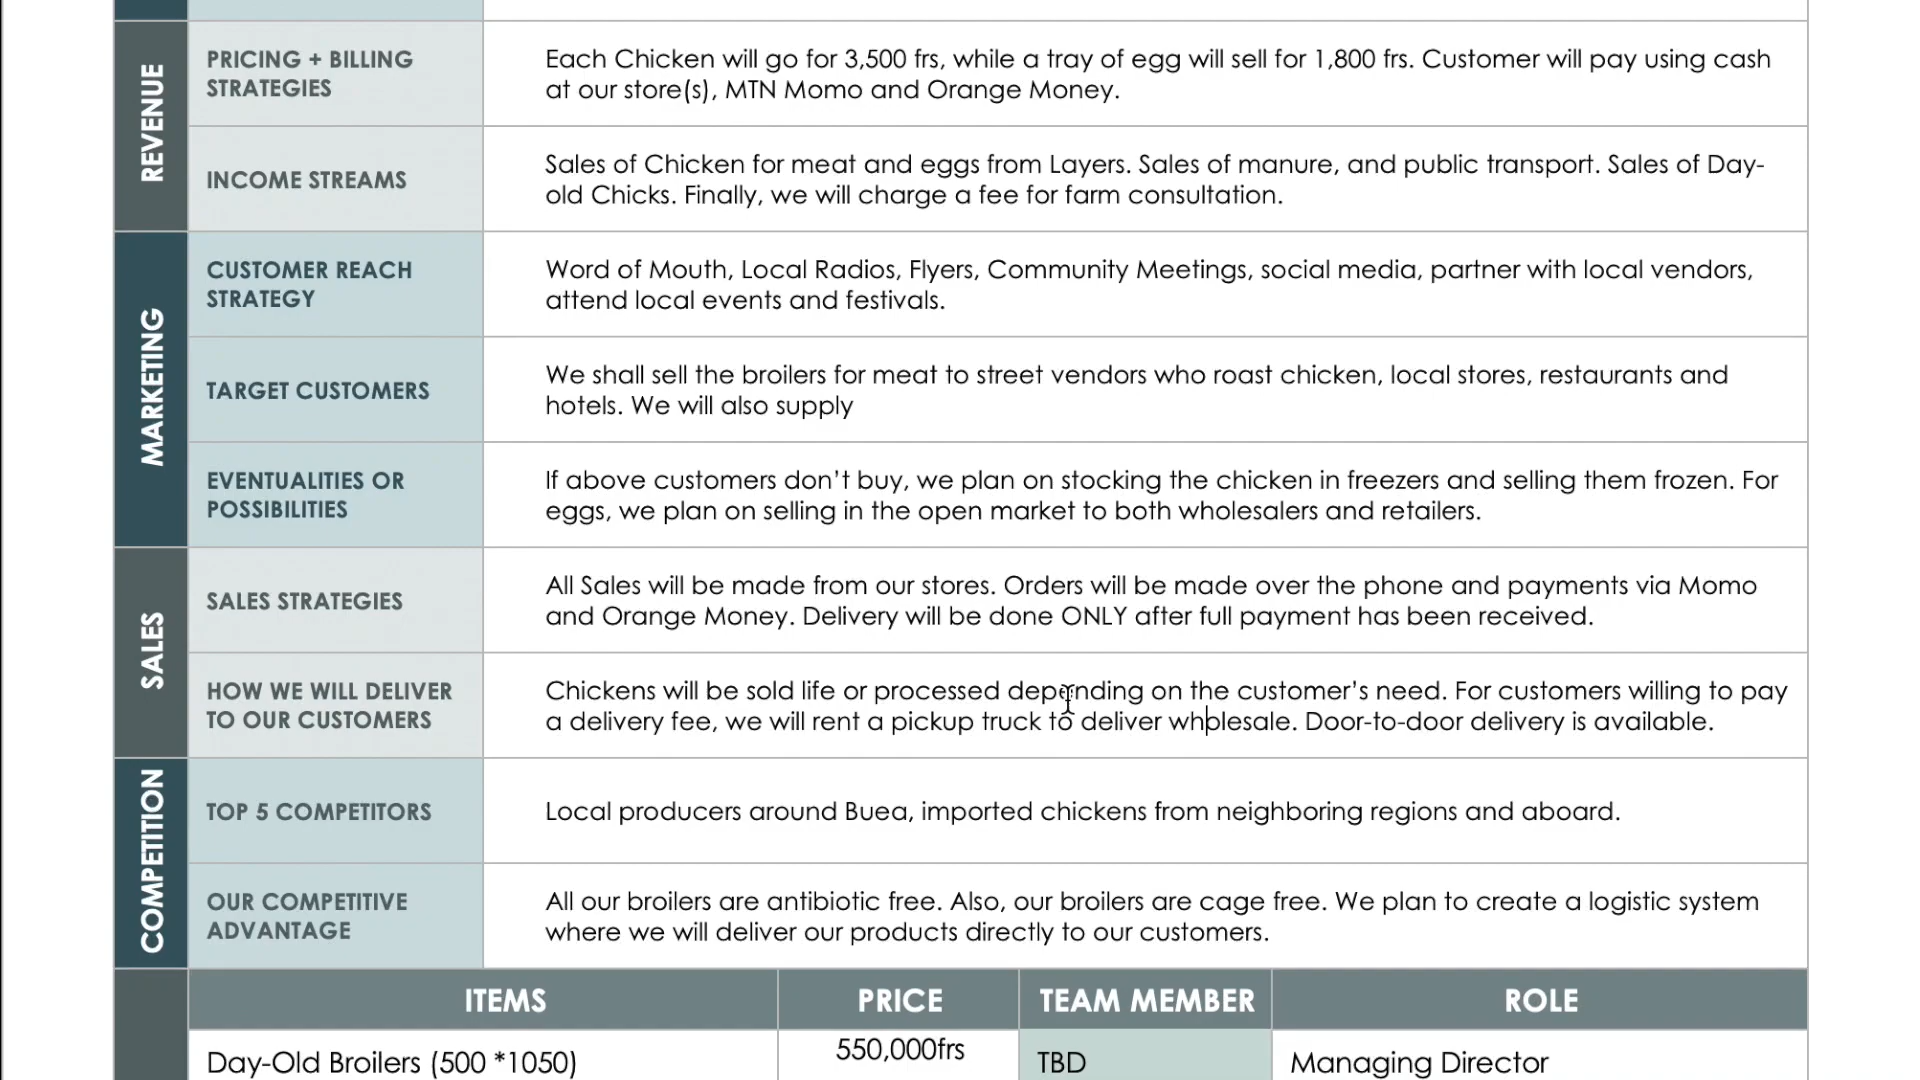 REVENUE
PRICING + BILLING
STRATEGIES
Each Chicken will go for 3,500 frs, while a tray of egg will sell for 1,800 frs. Customer will pay using cash
at our store(s), MTN Momo and Orange Money.
INCOME STREAMS
Sales of Chicken for meat and eggs from Layers. Sales of manure, and public transport. Sales of Day-
old Chicks. Finally, we will charge a fee for farm consultation.
MARKETING
CUSTOMER REACH
STRATEGY
Word of Mouth, Local Radios, Flyers, Community Meetings, social media, partner with local vendors,
attend local events and festivals.
TARGET CUSTOMERS
We shall sell the broilers for meat to street vendors who roast chicken, local stores, restaurants and
hotels. We will also supply
EVENTUALITIES OR
POSSIBILITIES
If above customers don’t buy, we plan on stocking the chicken in freezers and selling them frozen. For
eggs, we plan on selling in the open market to both wholesalers and retailers.
SALES
SALES STRATEGIES
All Sales will be made from our stores. Orders will be made over the phone and payments via Momo
and Orange Money. Delivery will be done ONLY after full payment has been received.
HOW WE WILL DELIVER
TO OUR CUSTOMERS
Chickens will be sold life or processed depending on the customer’s need. For customers willing to pay
a delivery fee, we will rent a pickup truck to deliver wholesale. Door-to-door delivery is available.
COMPETITION
TOP 5 COMPETITORS
Local producers around Buea, imported chickens from neighboring regions and aboard.
OUR COMPETITIVE
ADVANTAGE
All our broilers are antibiotic free. Also, our broilers are cage free. We plan to create a logistic system
where we will deliver our products directly to our customers.
ITEMS PRICE TEAM MEMBER ROLE
Day-Old Broilers (500 *1050) 550,000frs TBD Managing Director